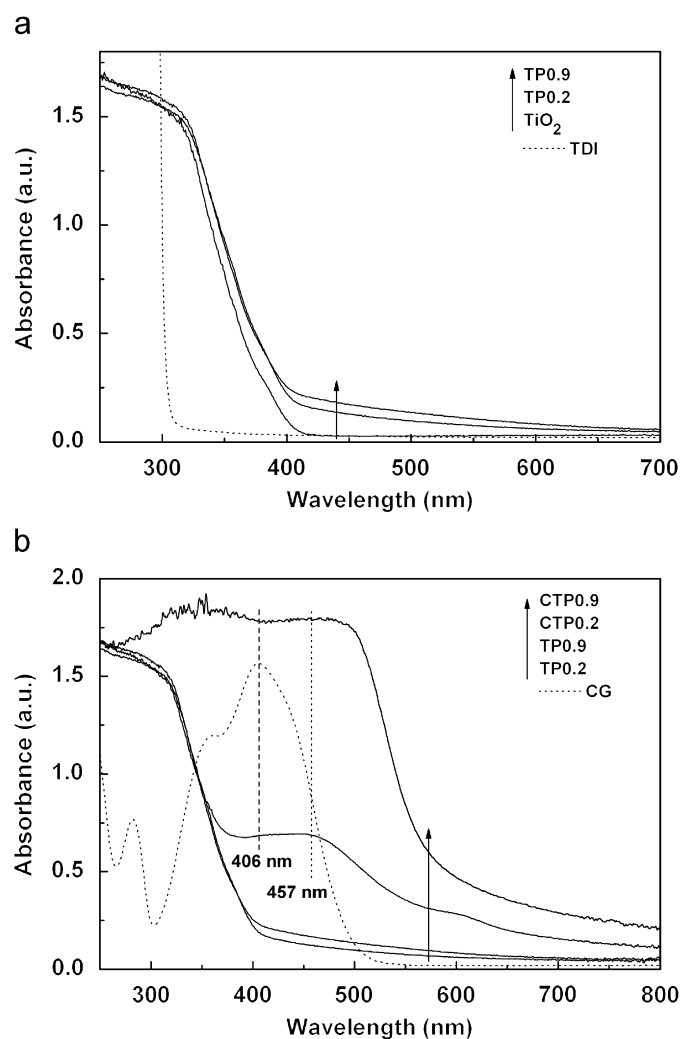 a
Absorbance (a.u.)
1.5
1.0
0.5
0.0
TP0.9
TP0.2
TiO2
TDI
300 400 500 600 700
Wavelength (nm)
b
Absorbance (a.u.)
2.0
1.5
1.0
0.5
0.0
CTP0.9
CTP0.2
TP0.9
TP0.2
CG
406 nm
457 nm
300 400 500 600 700 800
Wavelength (nm)